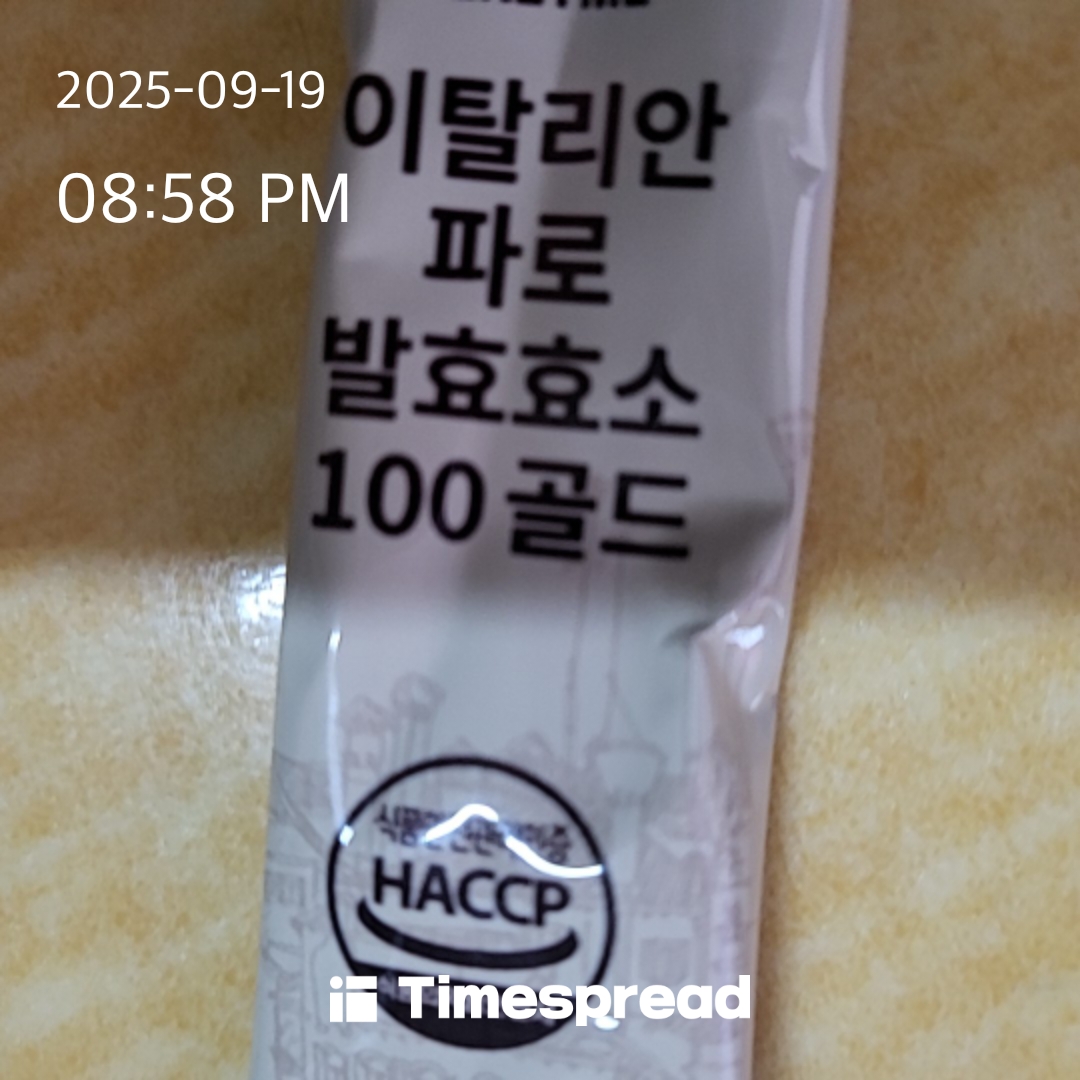 2025-09-19
08:58 PM
이탈리안
파로
발효효소
100 골드
HACCP
Timespread